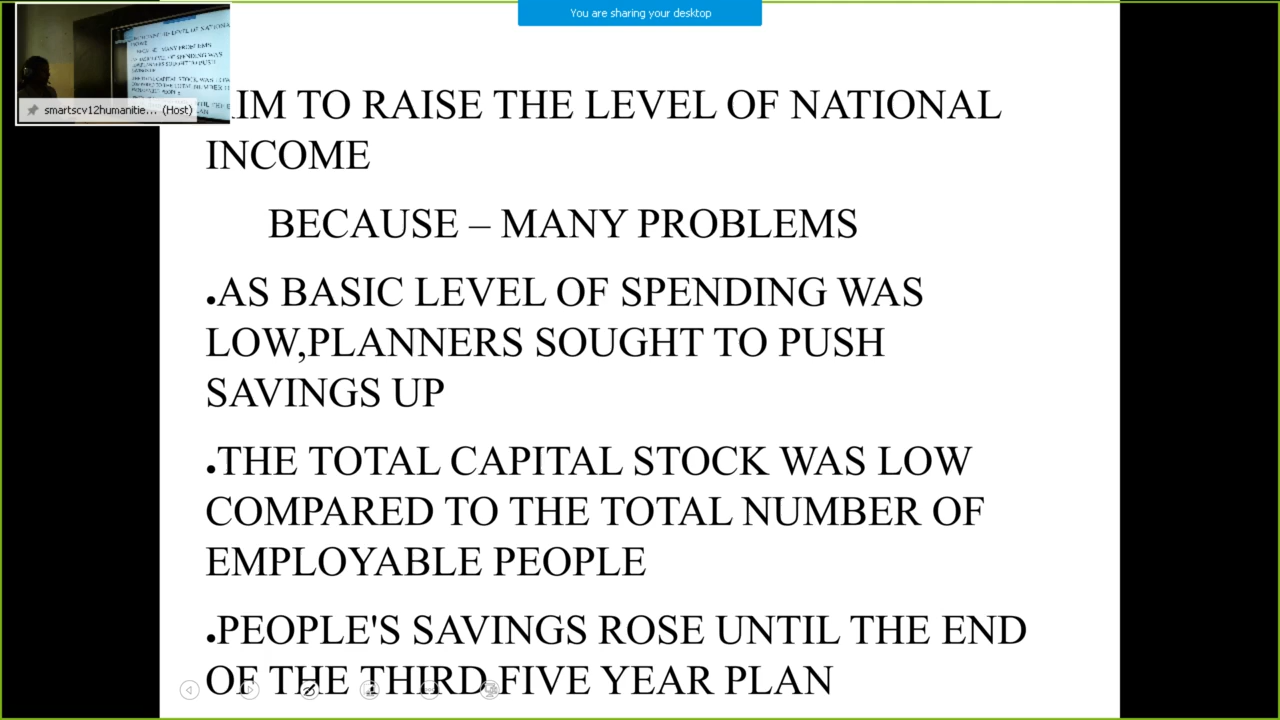 You are sharing your desktop
smartscv12humanitie... (Host)
IM TO RAISE THE LEVEL OF NATIONAL
INCOME
BECAUSE – MANY PROBLEMS
•AS BASIC LEVEL OF SPENDING WAS
LOW,PLANNERS SOUGHT TO PUSH
SAVINGS UP
•THE TOTAL CAPITAL STOCK WAS LOW
COMPARED TO THE TOTAL NUMBER OF
EMPLOYABLE PEOPLE
•PEOPLE'S SAVINGS ROSE UNTIL THE END
OF THE THIRD FIVE YEAR PLAN